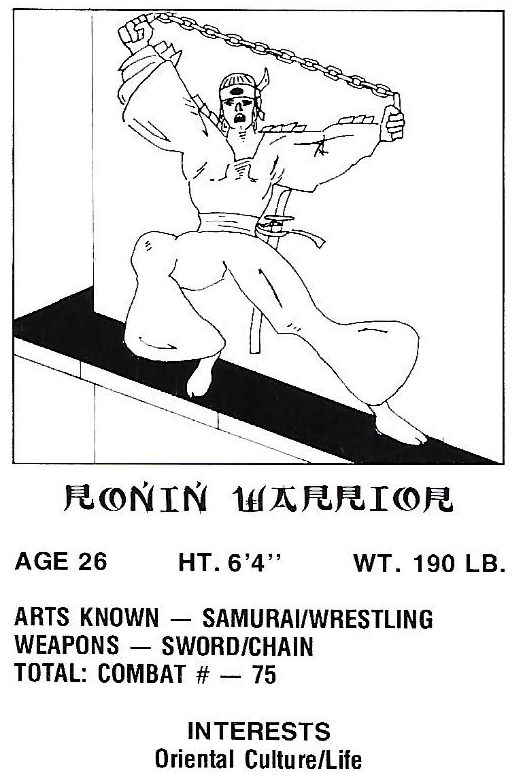 RONIN WARRIOR
AGE 26 HT. 6'4'' WT. 190 LB.
ARTS KNOWN — SAMURAI/WRESTLING
WEAPONS — SWORD/CHAIN
TOTAL: COMBAT # — 75
INTERESTS
Oriental Culture/Life